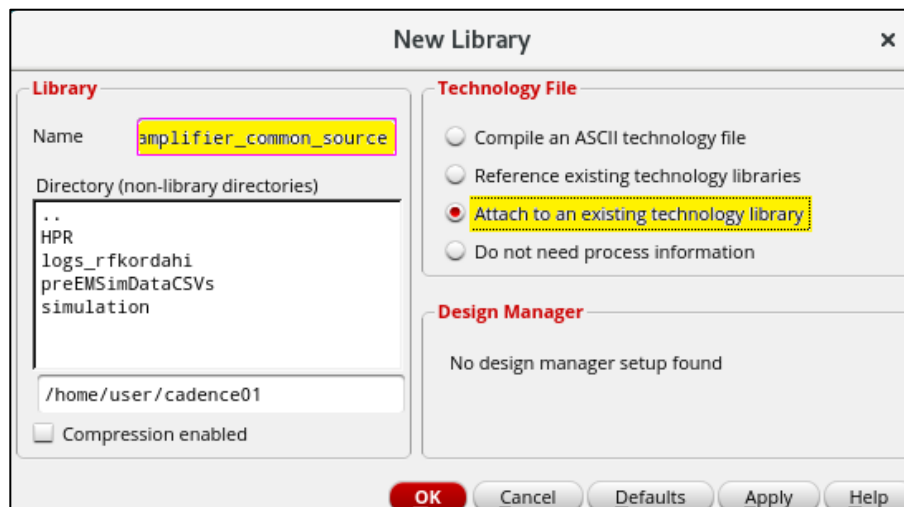 New Library
Library
Name amplifier_common_source
Directory (non-library directories)
..
HPR
logs_rfkordahi
preEMSimDataCSVs
simulation
/home/user/cadence01
Compression enabled
Technology File
Compile an ASCII technology file
Reference existing technology libraries
Attach to an existing technology library
Do not need process information
Design Manager
No design manager setup found
OK Cancel Defaults Apply Help